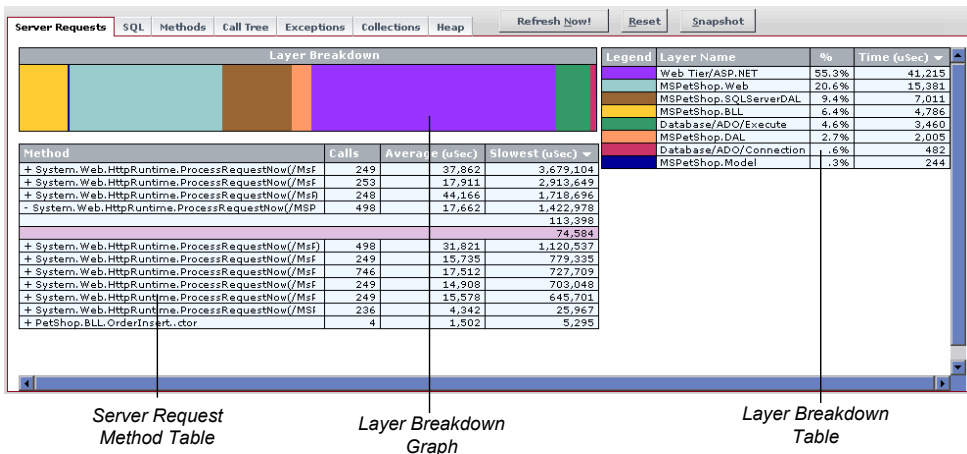 Server Requests SQL Methods Call Tree Exceptions Collections Heap Refresh Now! Reset Snapshot
Layer Breakdown
Legend Layer Name % Time (uSec)
Web Tier/ASP.NET 55.3% 41,215
MSPetShop.Web 20.6% 15,381
MSPetShop.SQLServerDAL 9.4% 7,011
MSPetShop.BLL 6.4% 4,786
Database/ADO/Execute 4.6% 3,460
MSPetShop.DAL 2.7% 2,005
Database/ADO/Connection .6% 482
MSPetShop.Model .3% 244
Method Calls Average (uSec) Slowest (uSec)
+ System.Web.HttpRuntime.ProcessRequestNow(/MsF 249 37,862 3,679,104
+ System.Web.HttpRuntime.ProcessRequestNow(/MsF 253 17,911 2,913,649
+ System.Web.HttpRuntime.ProcessRequestNow(/MsF) 248 44,166 1,718,696
- System.Web.HttpRuntime.ProcessRequestNow(/MSP 498 17,662 1,422,978
113,398
74,584
+ System.Web.HttpRuntime.ProcessRequestNow(/MsF) 498 31,821 1,120,537
+ System.Web.HttpRuntime.ProcessRequestNow(/MsF 249 15,735 779,335
+ System.Web.HttpRuntime.ProcessRequestNow(/MsF 746 17,512 727,709
+ System.Web.HttpRuntime.ProcessRequestNow(/MsF 249 14,908 703,048
+ System.Web.HttpRuntime.ProcessRequestNow(/MSF 249 15,578 645,701
+ System.Web.HttpRuntime.ProcessRequestNow(/MSF 236 4,342 25,967
+ PetShop.BLL.OrderInsert..ctor 4 1,502 5,295
Server Request
Method Table
Layer Breakdown
Graph
Layer Breakdown
Table